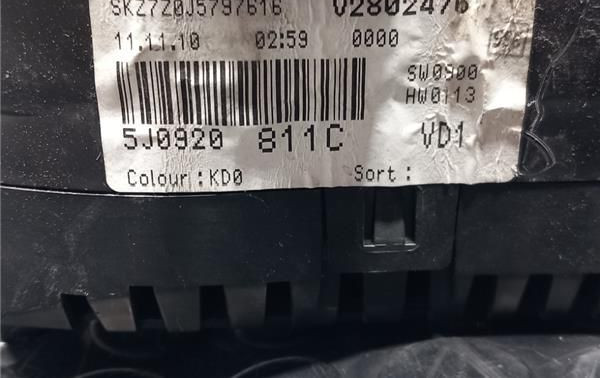 SKZ7Z0J5797616 V2802476
11.11.10 02:59 0000
SW0900
HW0113
5J0920 811C VD1
Colour:KD0 Sort: